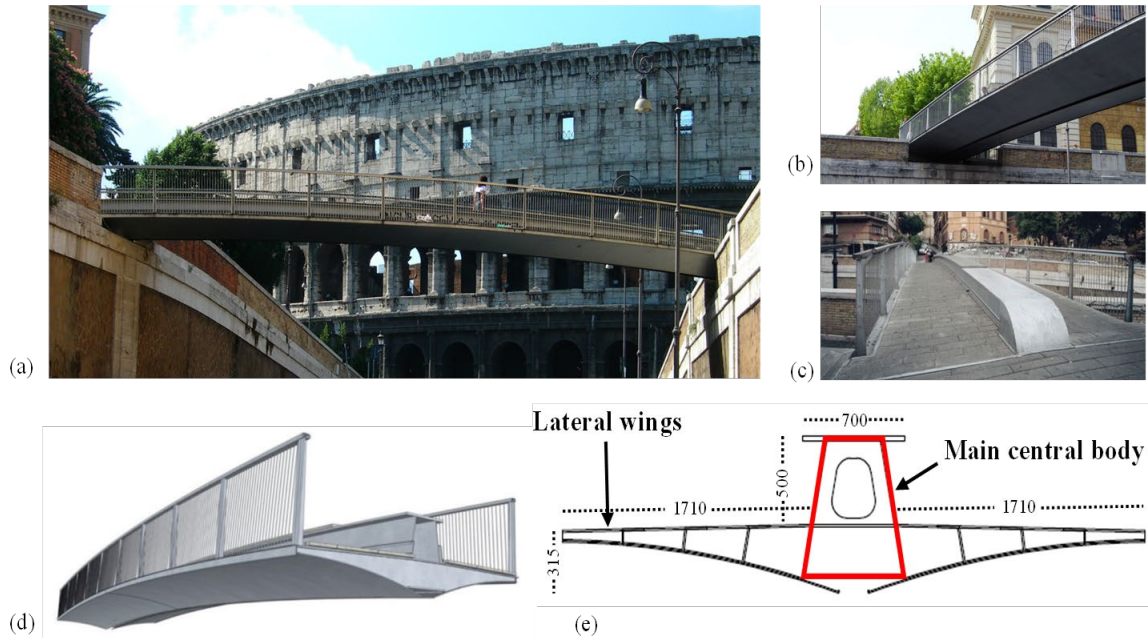 (a)
(b)
(c)
(d)
Lateral wings
700
Main central body
500
1710
1710
315
(e)